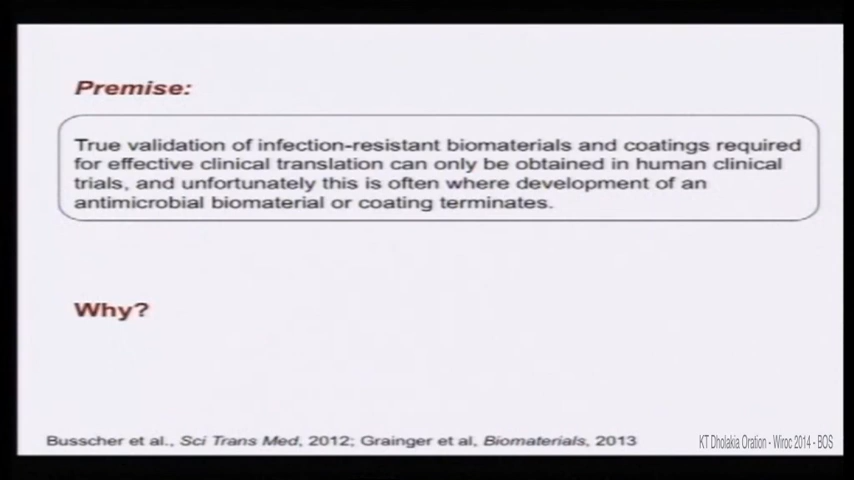 Premise:
True validation of infection-resistant biomaterials and coatings required
for effective clinical translation can only be obtained in human clinical
trials, and unfortunately this is often where development of an
antimicrobial biomaterial or coating terminates.
Why?
Busscher et al., Sci Trans Med, 2012; Grainger et al, Biomaterials, 2013
KT Dholakia Oration - Wiroc 2014 - BOS